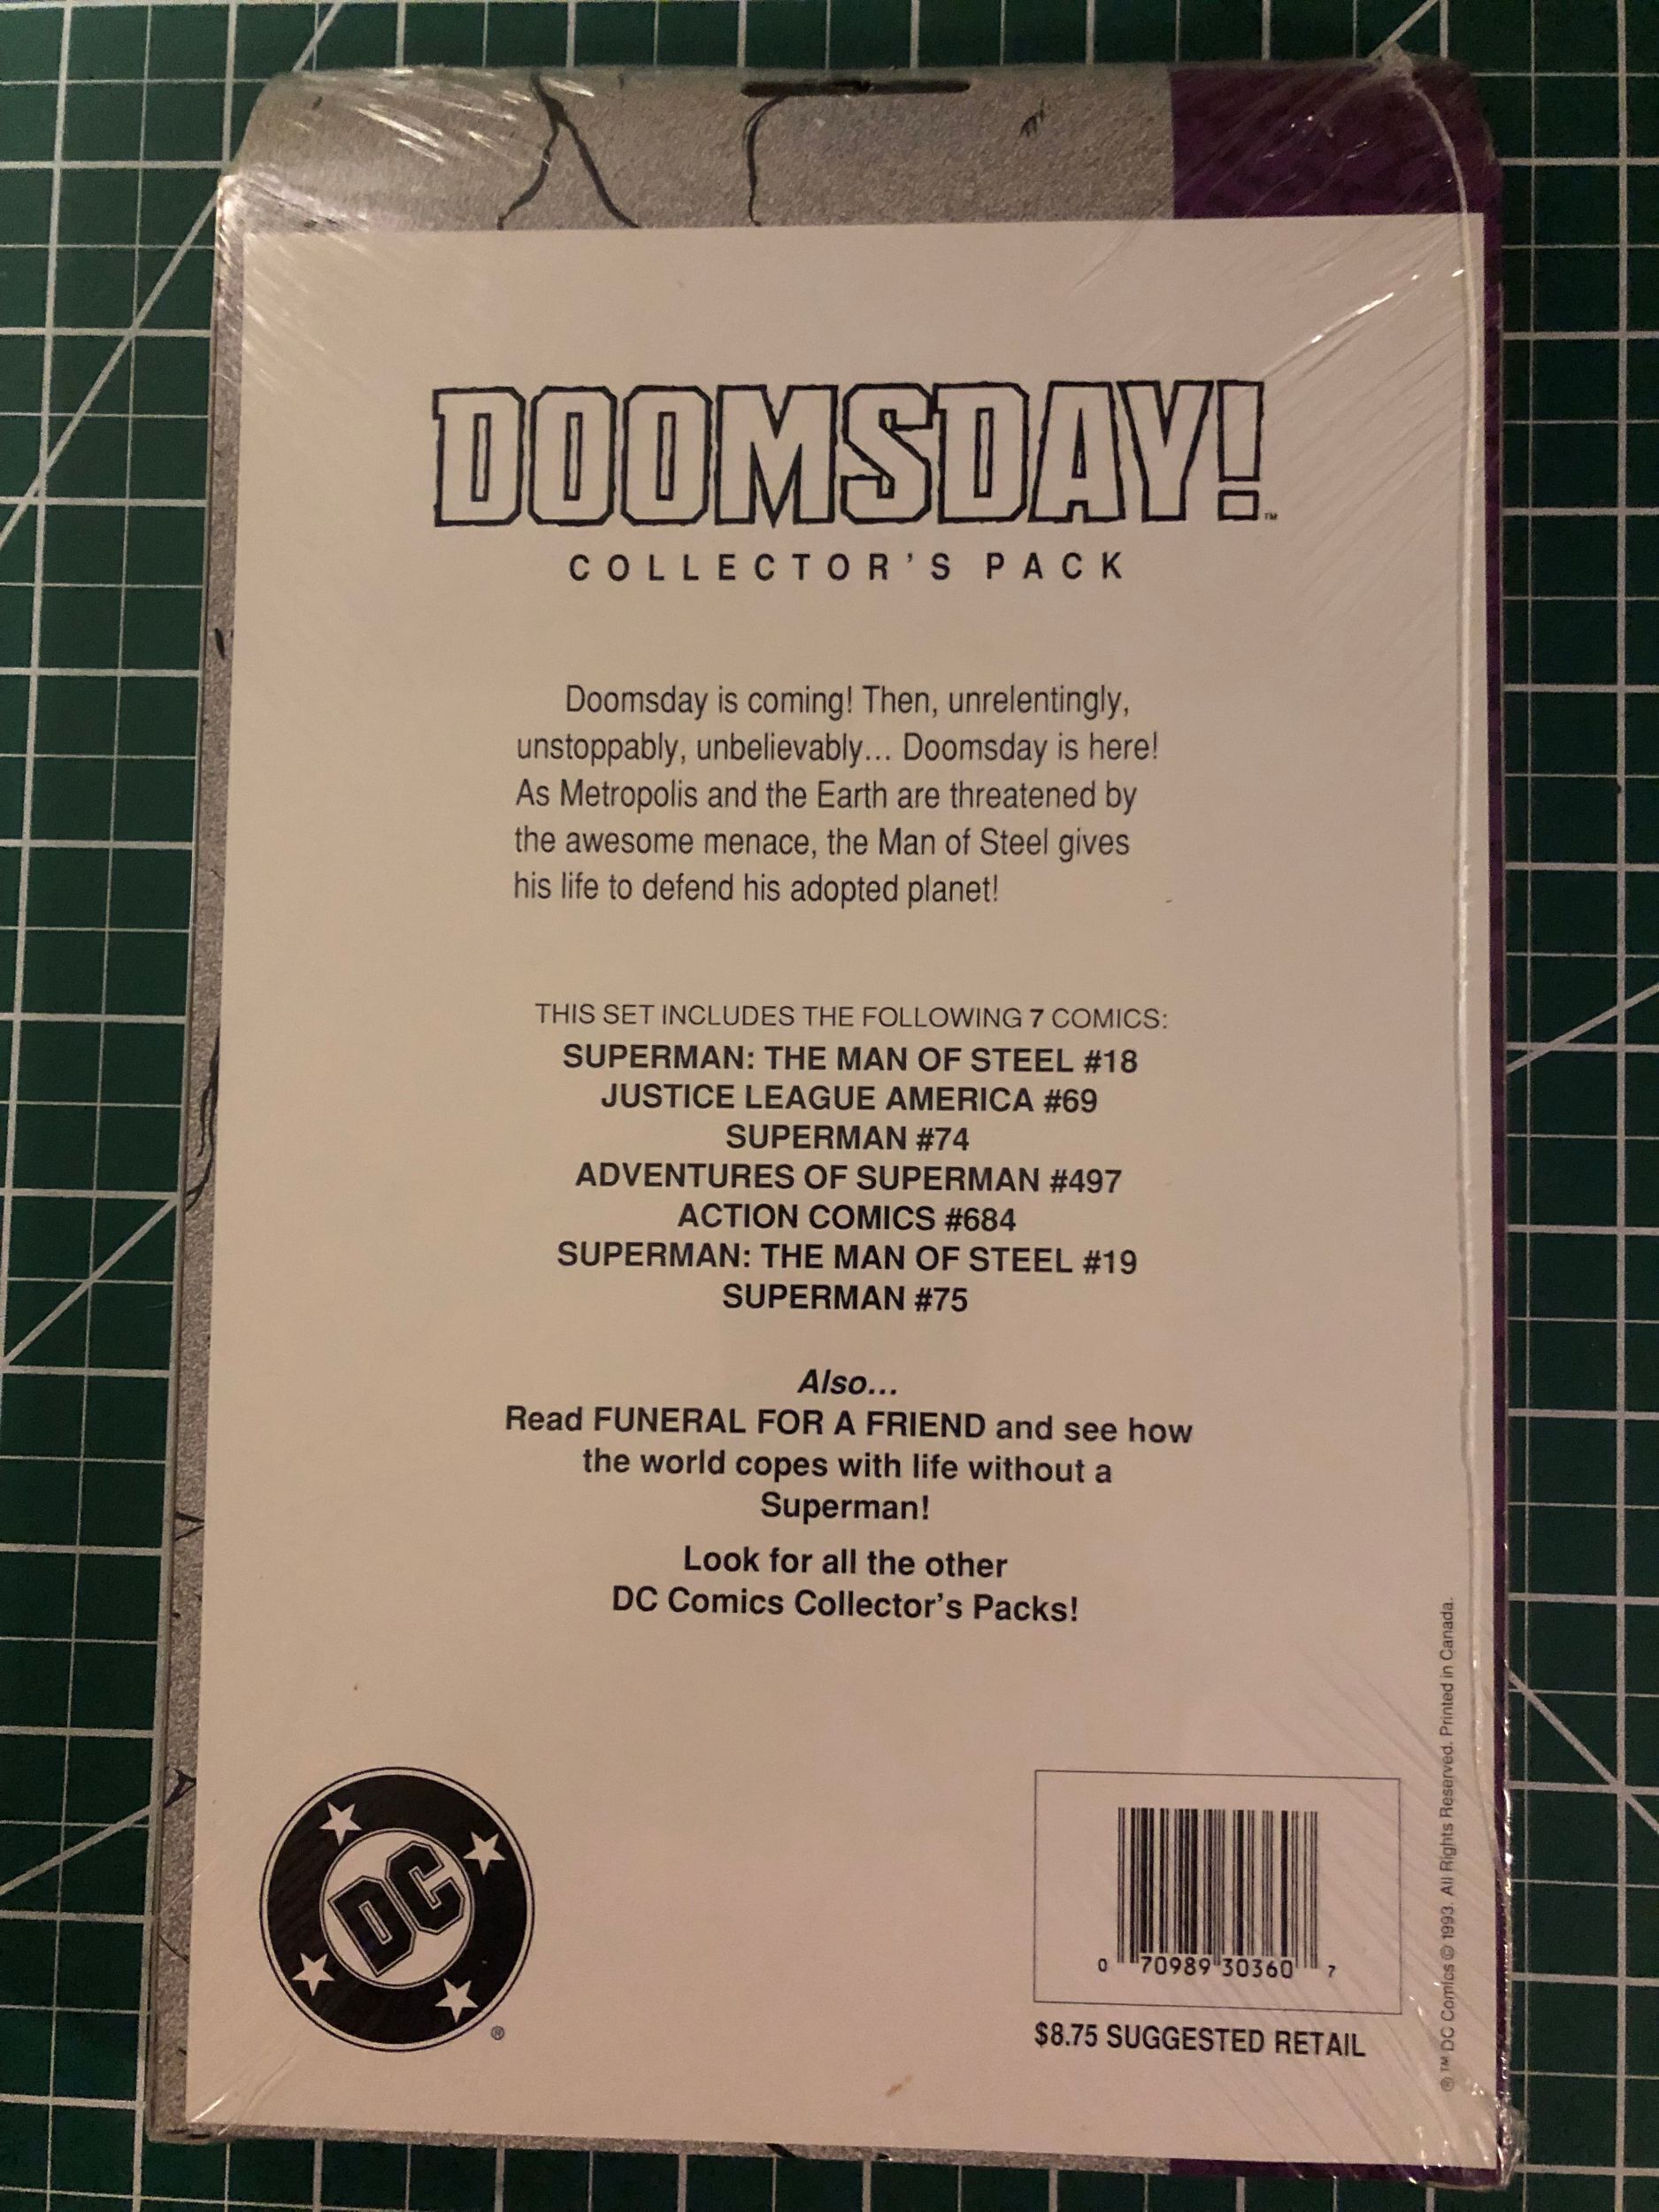 DOOMSDAY!™
COLLECTOR'S PACK
Doomsday is coming! Then, unrelentingly,
unstoppably, unbelievably... Doomsday is here!
As Metropolis and the Earth are threatened by
the awesome menace, the Man of Steel gives
his life to defend his adopted planet!
THIS SET INCLUDES THE FOLLOWING 7 COMICS:
SUPERMAN: THE MAN OF STEEL #18
JUSTICE LEAGUE AMERICA #69
SUPERMAN #74
ADVENTURES OF SUPERMAN #497
ACTION COMICS #684
SUPERMAN: THE MAN OF STEEL #19
SUPERMAN #75
Also...
Read FUNERAL FOR A FRIEND and see how
the world copes with life without a
Superman!
Look for all the other
DC Comics Collector's Packs!
DC
®
0 70989 30360 7
$8.75 SUGGESTED RETAIL
® ™ DC Comics © 1993. All Rights Reserved. Printed in Canada.